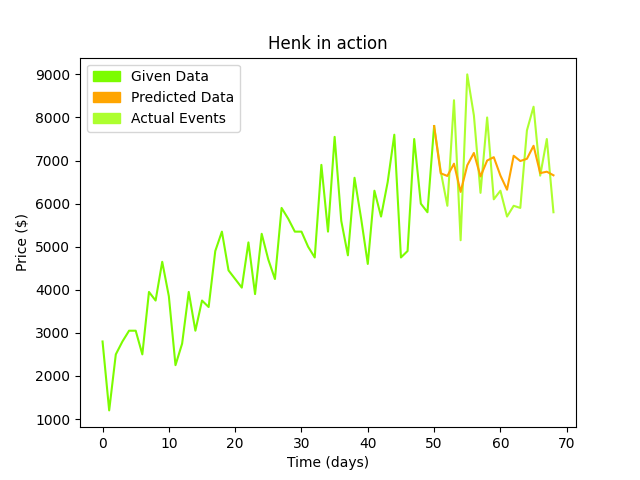 Henk in action
Given Data
Predicted Data
Actual Events
Price ($)
9000
8000
7000
6000
5000
4000
3000
2000
1000
0 10 20 30 40 50 60 70
Time (days)